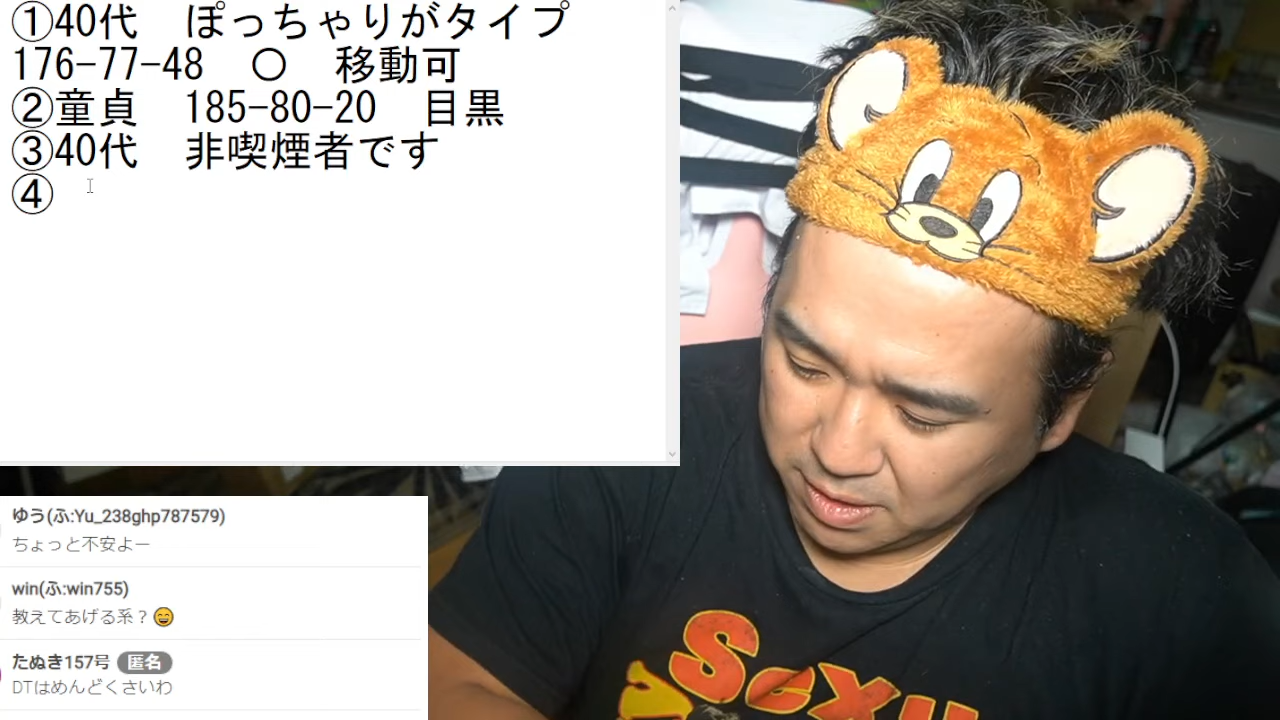 ①40代　ぽっちゃりがタイプ
176-77-48　〇　移動可
②童貞　185-80-20　目黒
③40代　非喫煙者です
④
ゆう(ふ:Yu_238ghp787579)
ちょっと不安よー
win(ふ:win755)
教えてあげる系？😄
たぬき157号 匿名
DTはめんどくさいわ
SeXy